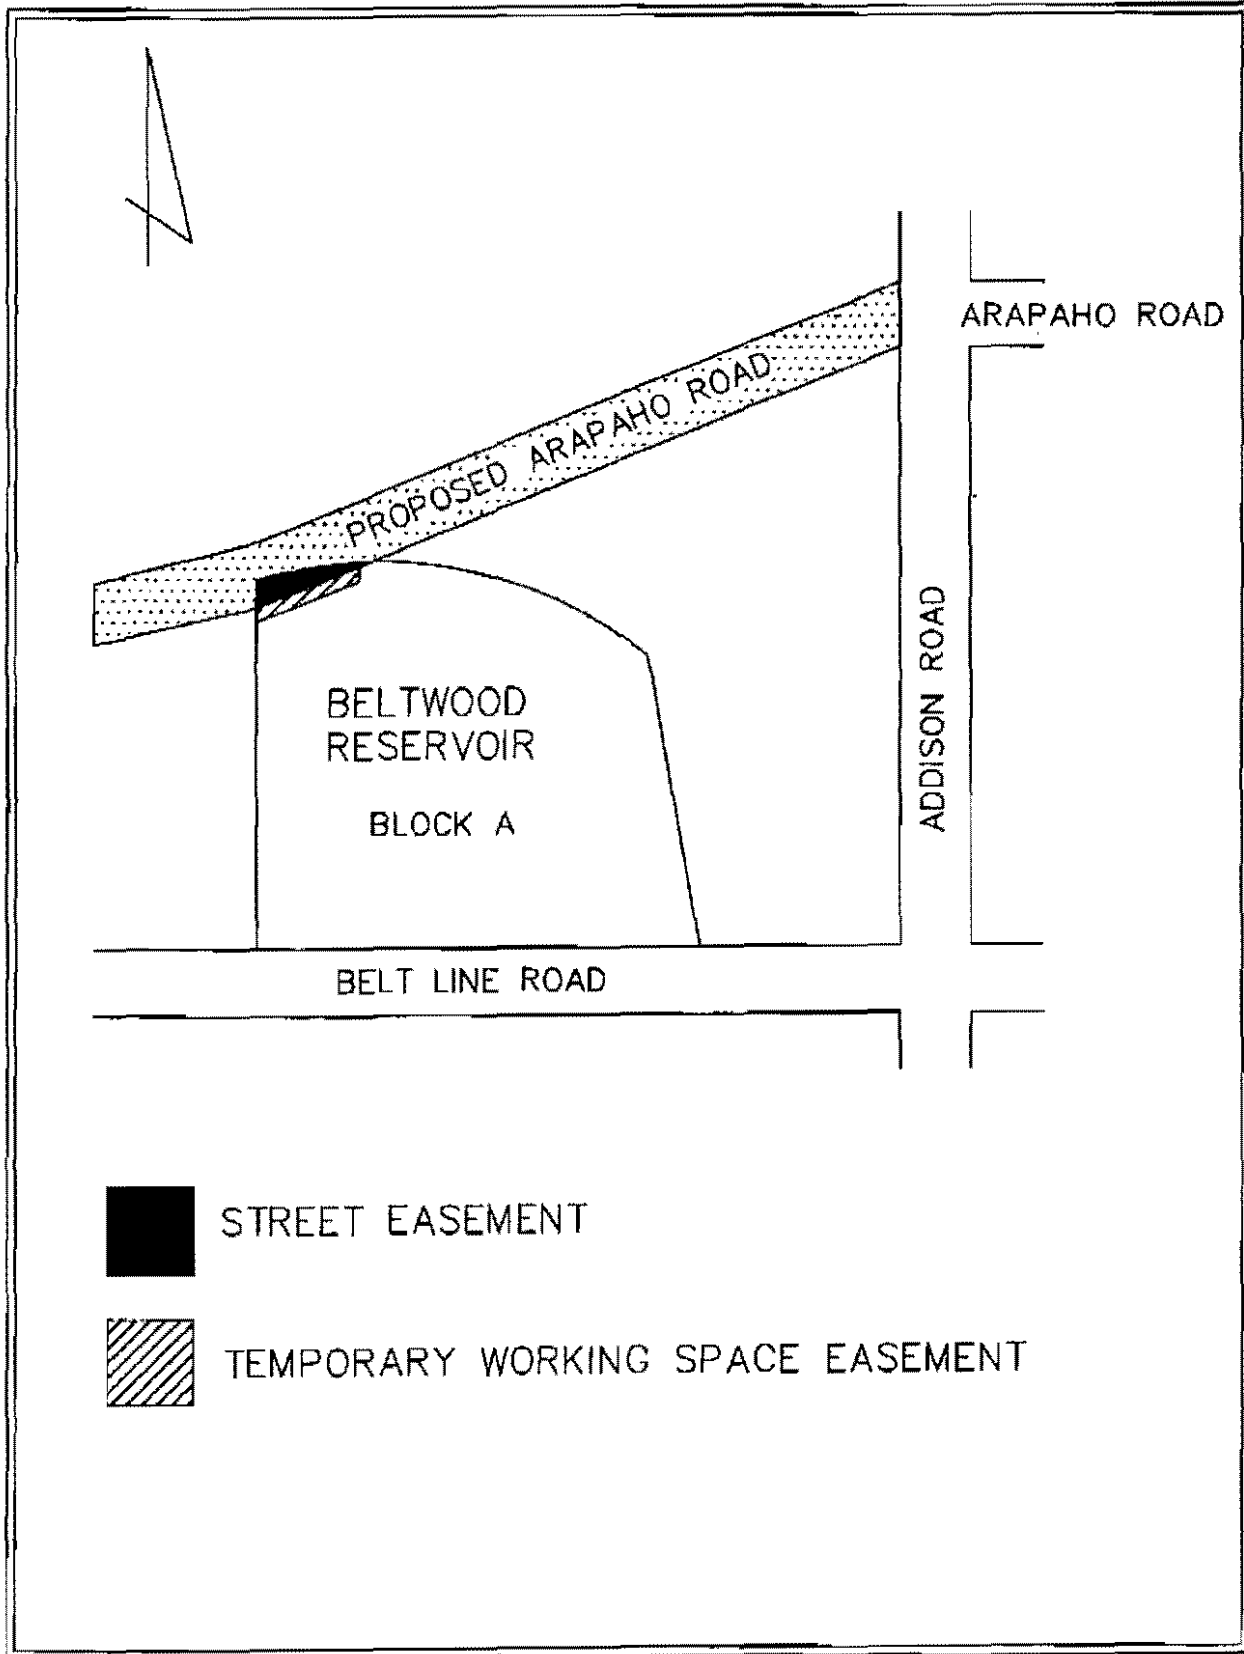 ARAPAHO ROAD
PROPOSED ARAPAHO ROAD
ADDISON ROAD
BELTWOOD
RESERVOIR
BLOCK A
BELT LINE ROAD
STREET EASEMENT
TEMPORARY WORKING SPACE EASEMENT